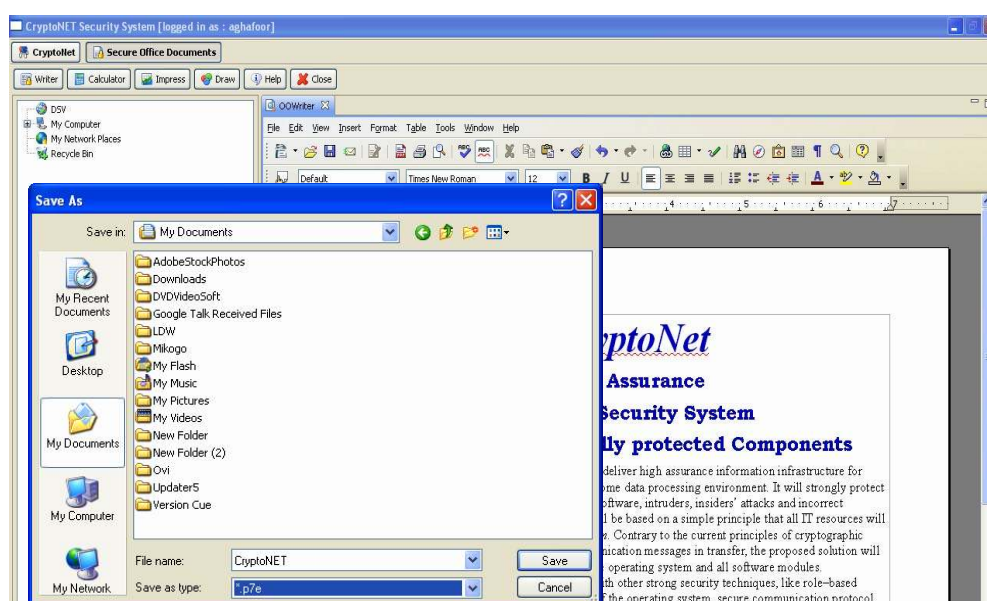 CryptoNET Security System [logged in as : aghafoor]
CryptoNet Secure Office Documents
Writer Calculator Impress Draw Help Close
DSV
My Computer
My Network Places
Recycle Bin
OOWriter
File Edit View Insert Format Table Tools Window Help
Default Times New Roman 12 B I U
4 5 6 7
Save As
Save in: My Documents
My Recent Documents
Desktop
My Documents
My Computer
My Network
AdobeStockPhotos
Downloads
DVDVideoSoft
Google Talk Received Files
LDW
Mikogo
My Flash
My Music
My Pictures
My Videos
New Folder
New Folder (2)
Ovi
Updater5
Version Cue
File name: CryptoNET Save
Save as type: *.p7e Cancel
yptoNet
Assurance
Security System
lly protected Components
deliver high assurance information infrastructure for
ome data processing environment. It will strongly protect
oftware, intruders, insiders' attacks and incorrect
l be based on a simple principle that all IT resources will
. Contrary to the current principles of cryptographic
nication messages in transfer, the proposed solution will
operating system and all software modules.
ith other strong security techniques, like role-based
f the operating system, secure communication protocol